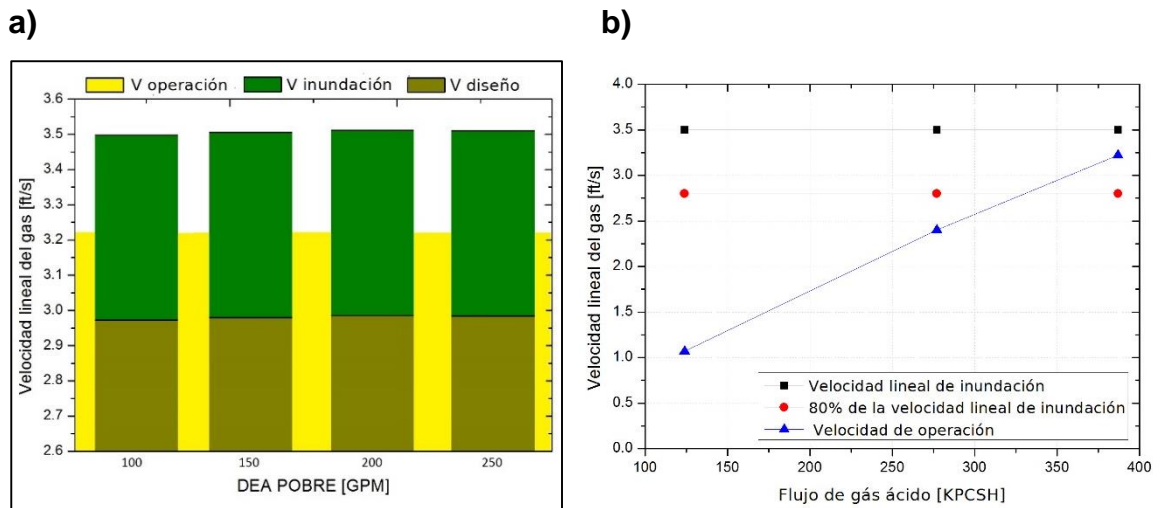 a)
V operación V inundación V diseño
Velocidad lineal del gas [ft/s]
3.6
3.5
3.4
3.3
3.2
3.1
3.0
2.9
2.8
2.7
2.6
100 150 200 250
DEA POBRE [GPM]
b)
Velocidad lineal del gas [ft/s]
4.0
3.5
3.0
2.5
2.0
1.5
1.0
0.5
0.0
Velocidad lineal de inundación
80% de la velocidad lineal de inundación
Velocidad de operación
100 150 200 250 300 350 400
Flujo de gás ácido [KPCSH]